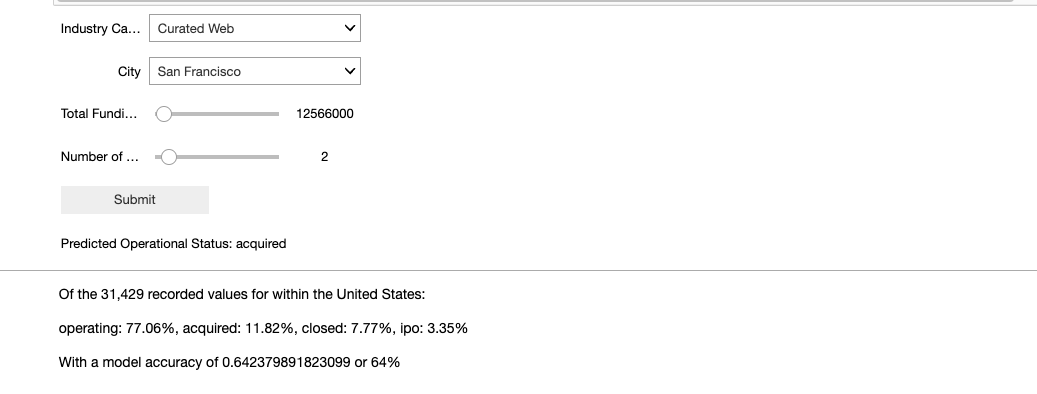 Industry Ca... Curated Web
City San Francisco
Total Fundi... 12566000
Number of ... 2
Submit
Predicted Operational Status: acquired
Of the 31,429 recorded values for within the United States:
operating: 77.06%, acquired: 11.82%, closed: 7.77%, ipo: 3.35%
With a model accuracy of 0.642379891823099 or 64%